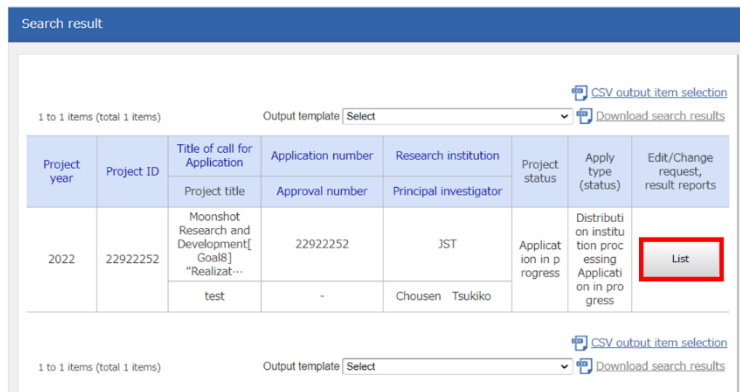 Search result
CSV output item selection
1 to 1 items (total 1 items) Output template Select Download search results
Project year
Project ID
Title of call for
Application
Project title
Application number
Approval number
Research institution
Principal investigator
Project
status
Apply
type
(status)
Edit/Change
request,
result reports
2022
22922252
Moonshot
Research and
Development[
Goal8]
"Realizat…
test
22922252
-
JST
Chousen Tsukiko
Applicat
ion in p
rogress
Distributi
on institu
tion proc
essing
Applicati
on in pro
gress
List
CSV output item selection
1 to 1 items (total 1 items) Output template Select Download search results